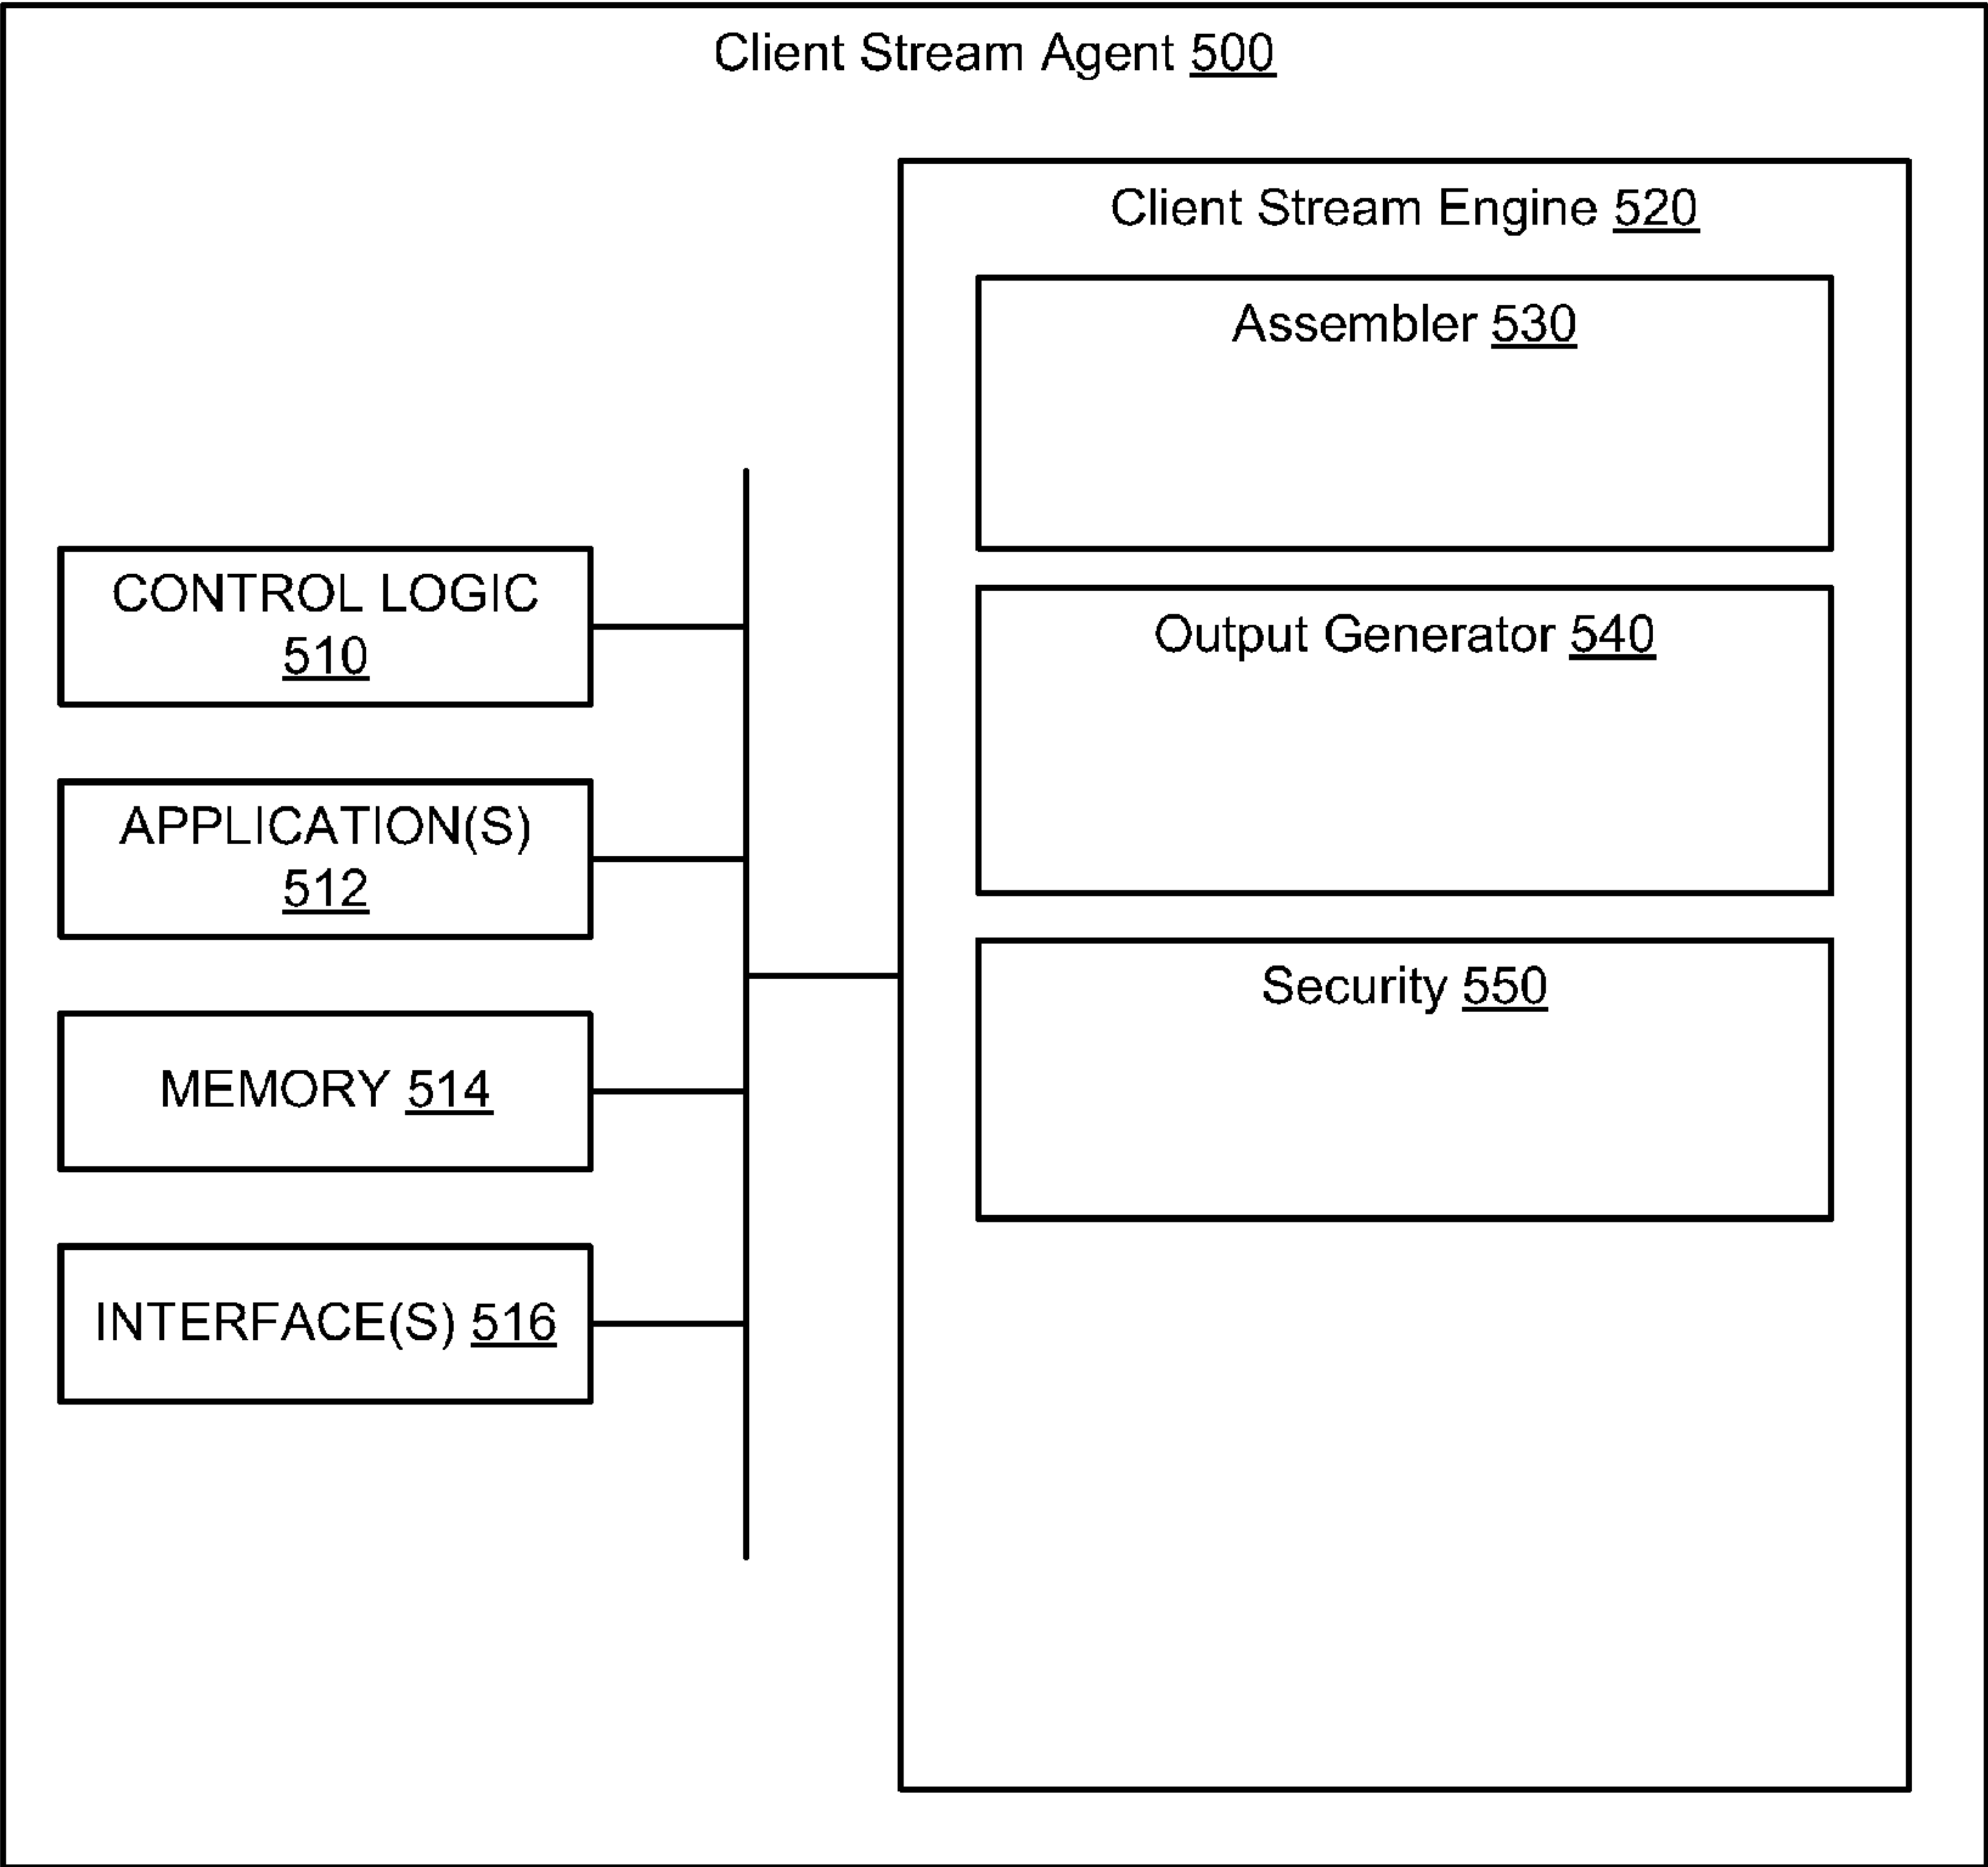 Client Stream Agent 500
Client Stream Engine 520
Assembler 530
Output Generator 540
Security 550
CONTROL LOGIC
510
APPLICATION(S)
512
MEMORY 514
INTERFACE(S) 516